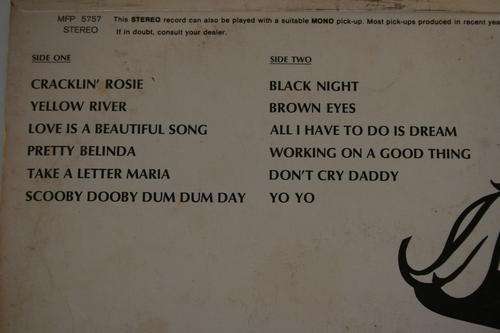 MFP 5757 This STEREO record can also be played with a suitable MONO pick-up. Most pick-ups produced in recent
STEREO If in doubt, consult your dealer.
SIDE ONE
CRACKLIN' ROSIE
YELLOW RIVER
LOVE IS A BEAUTIFUL SONG
PRETTY BELINDA
TAKE A LETTER MARIA
SCOOBY DOOBY DUM DUM DAY
SIDE TWO
BLACK NIGHT
BROWN EYES
ALL I HAVE TO DO IS DREAM
WORKING ON A GOOD THING
DON'T CRY DADDY
YO YO